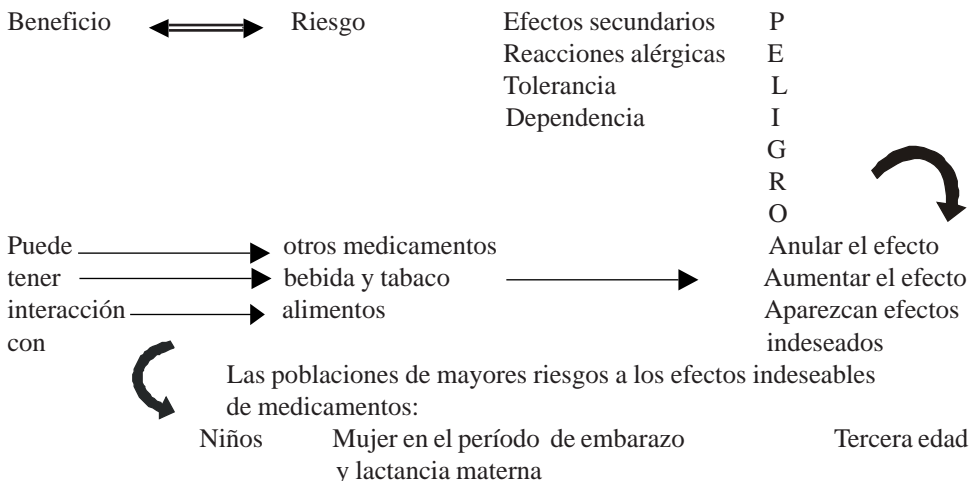 Beneficio Riesgo Efectos secundarios P
Reacciones alérgicas E
Tolerancia L
Dependencia I
G
R
O
Puede otros medicamentos Anular el efecto
tener bebida y tabaco Aumentar el efecto
interacción alimentos Aparezcan efectos
con indeseados
Las poblaciones de mayores riesgos a los efectos indeseables
de medicamentos:
Niños Mujer en el período de embarazo Tercera edad
y lactancia materna